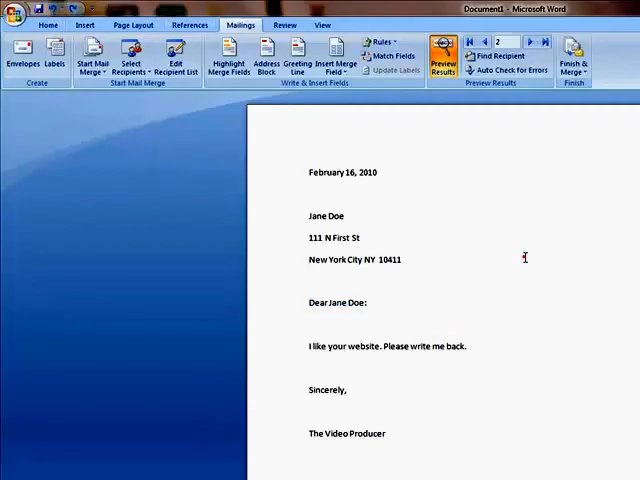 Document1 - Microsoft Word
Home Insert Page Layout References Mailings Review View
Envelopes Labels Start Mail Merge Select Recipients Edit Recipient List Highlight Merge Fields Address Block Greeting Line Insert Merge Field Rules Match Fields Update Labels Preview Results 2 Find Recipient Auto Check for Errors Finish & Merge
Create Start Mail Merge Write & Insert Fields Preview Results Finish
February 16, 2010
Jane Doe
111 N First St
New York City NY 10411
Dear Jane Doe:
I like your website. Please write me back.
Sincerely,
The Video Producer